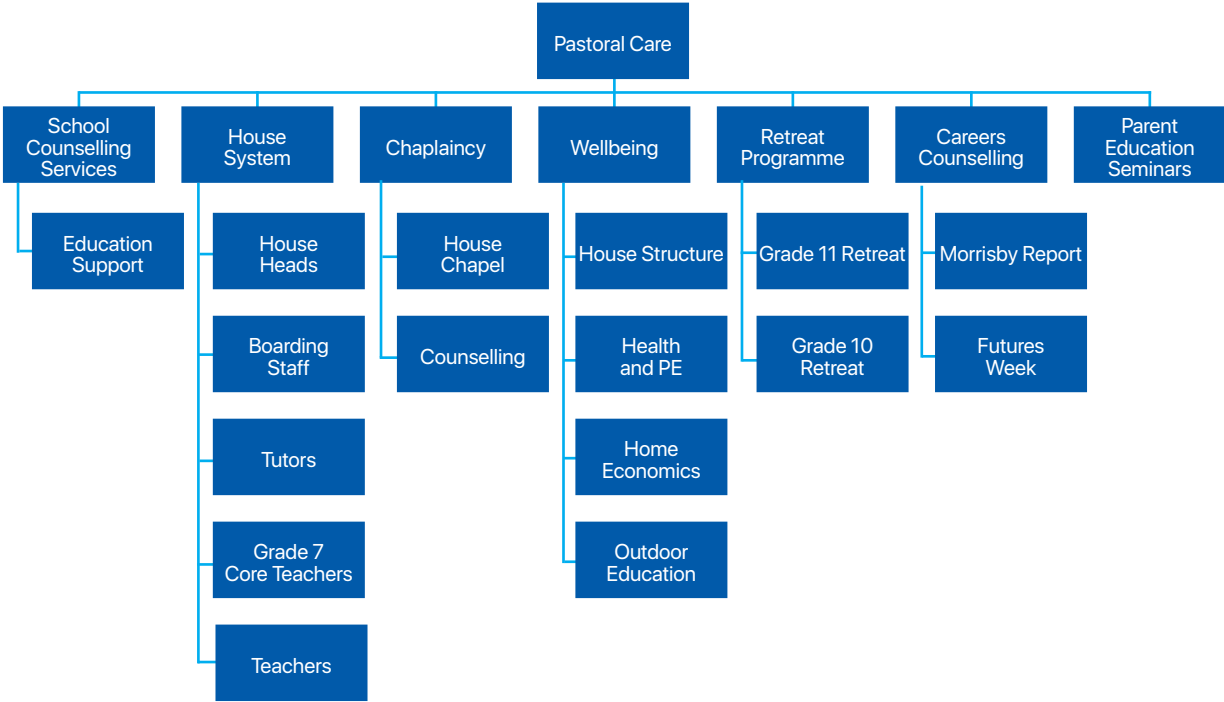 Pastoral Care
School
Counselling
Services
House
System
Chaplaincy
Wellbeing
Retreat
Programme
Careers
Counselling
Parent
Education
Seminars
Education
Support
House
Heads
House
Chapel
House Structure
Grade 11 Retreat
Morrisby Report
Boarding
Staff
Counselling
Health
and PE
Grade 10
Retreat
Futures
Week
Tutors
Home
Economics
Grade 7
Core Teachers
Outdoor
Education
Teachers